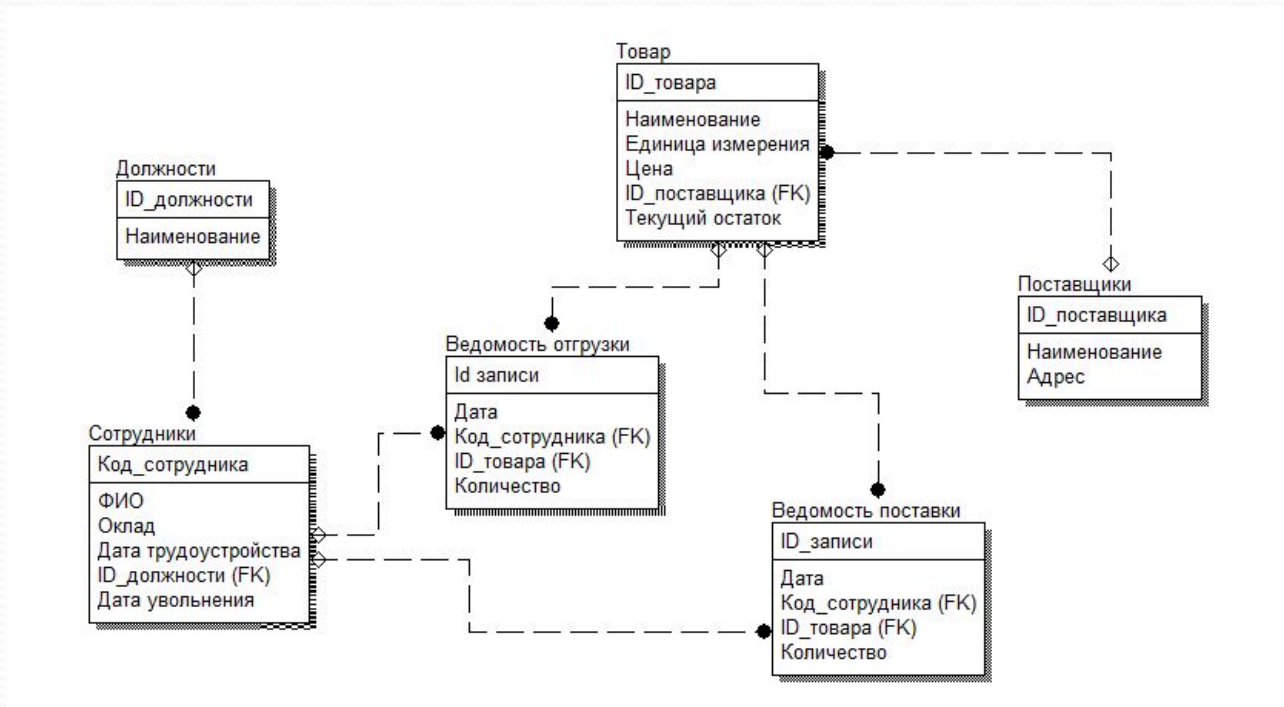 Товар
ID_товара
Наименование
Единица измерения
Цена
ID_поставщика (FK)
Текущий остаток
Должности
ID_должности
Наименование
Поставщики
ID_поставщика
Наименование
Адрес
Ведомость отгрузки
Id записи
Дата
Код_сотрудника (FK)
ID_товара (FK)
Количество
Сотрудники
Код_сотрудника
ФИО
Оклад
Дата трудоустройства
ID_должности (FK)
Дата увольнения
Ведомость поставки
ID_записи
Дата
Код_сотрудника (FK)
ID_товара (FK)
Количество